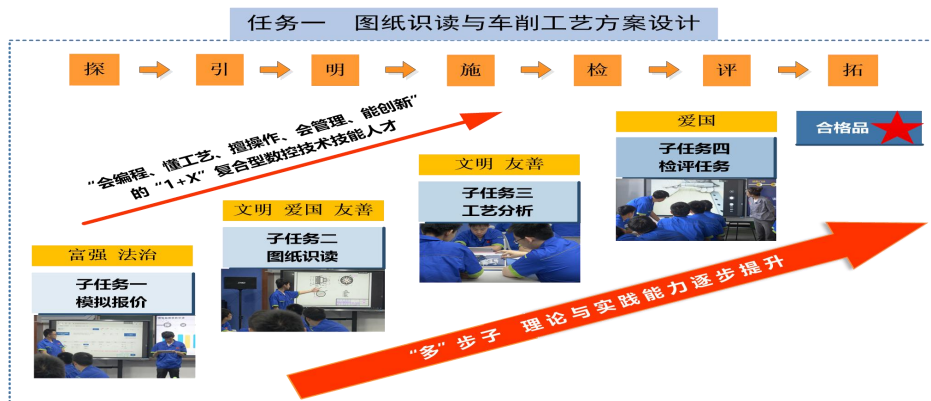 任务一 图纸识读与车削工艺方案设计
探 引 明 施 检 评 拓
“会编程、懂工艺、擅操作、会管理、能创新”
的“1+X”复合型数控技术技能人才
富强 法治
子任务一
模拟报价
文明 爱国 友善
子任务二
图纸识读
文明 友善
子任务三
工艺分析
爱国
子任务四
检评任务
合格品
“多”步子 理论与实践能力逐步提升